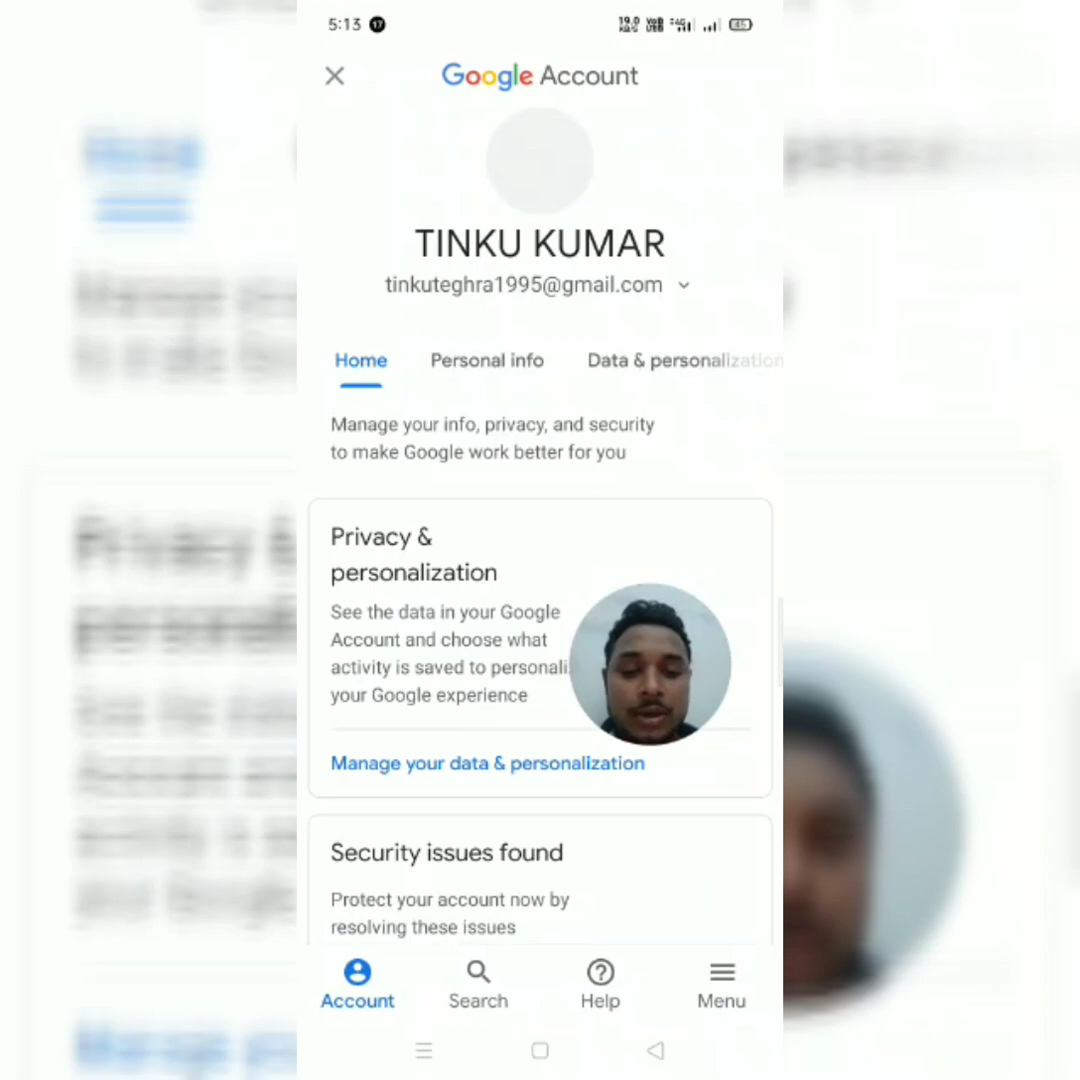 5:13 17
Google Account
TINKU KUMAR
tinkuteghra1995@gmail.com
Home Personal info Data & personalization
Manage your info, privacy, and security
to make Google work better for you
Privacy &
personalization
See the data in your Google
Account and choose what
activity is saved to personali
your Google experience
Manage your data & personalization
Security issues found
Protect your account now by
resolving these issues
Account Search Help Menu